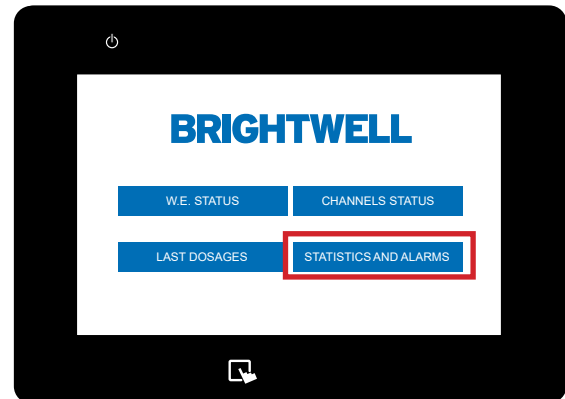 BRIGHTWELL
W.E. STATUS
CHANNELS STATUS
LAST DOSAGES
STATISTICS AND ALARMS